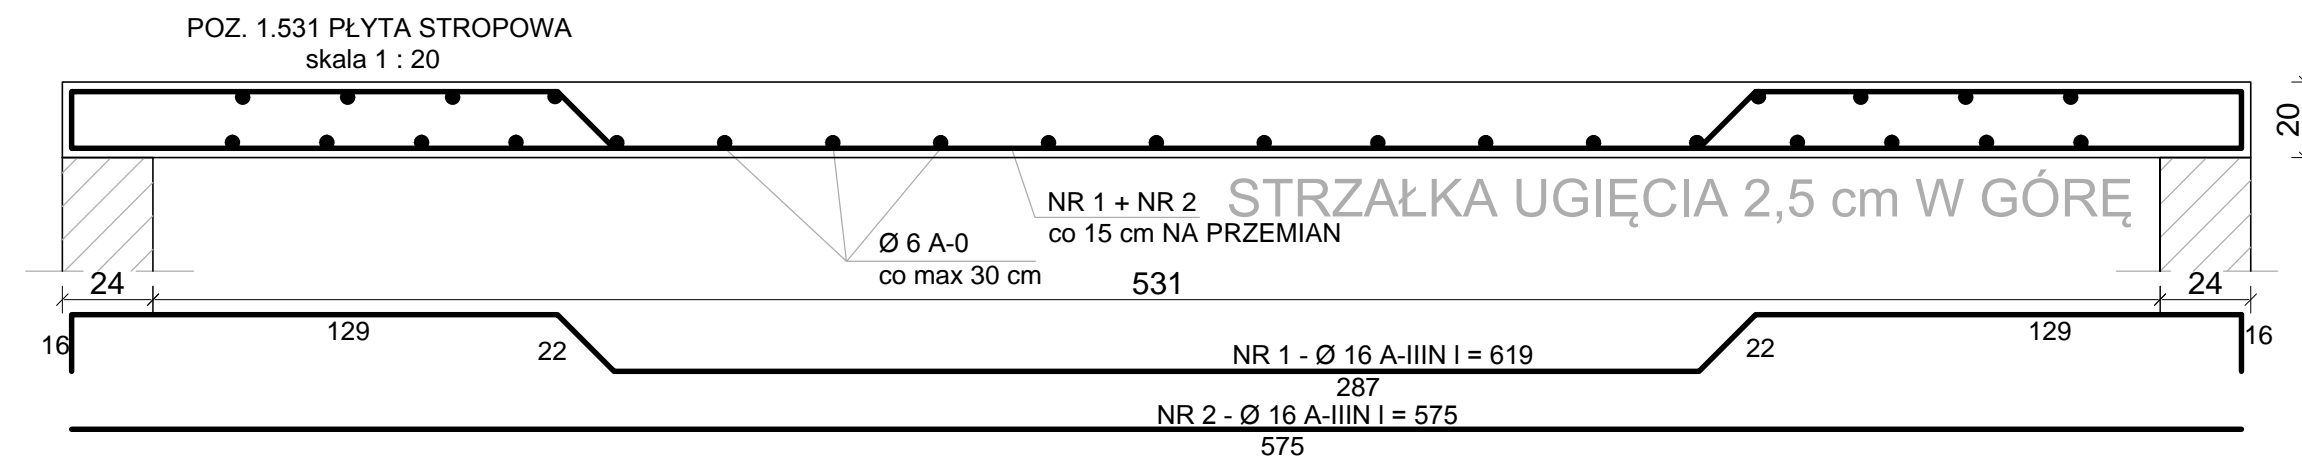 POZ. 1.531 PŁYTA STROPOWA
skala 1 : 20
20
NR 1 + NR 2
co 15 cm NA PRZEMIAN
STRZAŁKA UGIĘCIA 2,5 cm W GÓRĘ
Ø 6 A-0
co max 30 cm
24
531
24
16
129
22
NR 1 - Ø 16 A-IIIN l = 619
287
22
129
16
NR 2 - Ø 16 A-IIIN l = 575
575